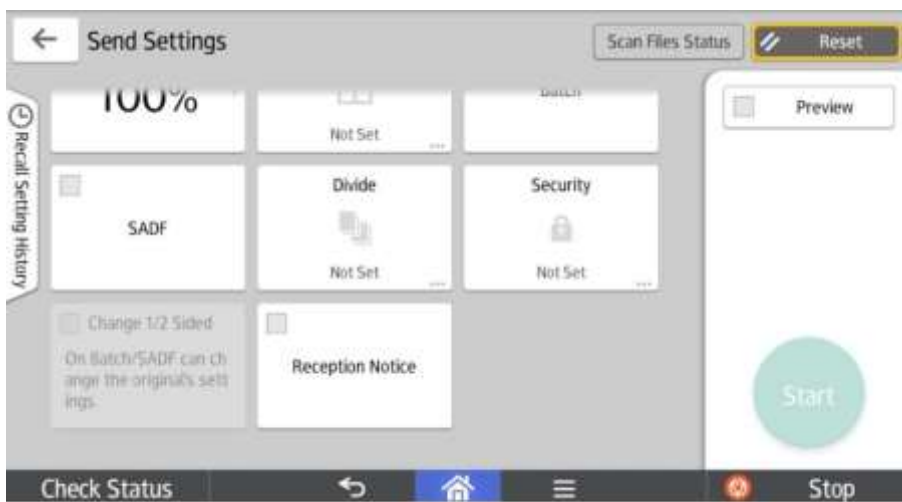 Send Settings
Scan Files Status
Reset
Recall Setting History
100%
Not Set
Batch
Preview
SADF
Divide
Not Set
Security
Not Set
Change 1/2 Sided
On Batch/SADF can ch
ange the original's sett
ings.
Reception Notice
Start
Check Status
Stop